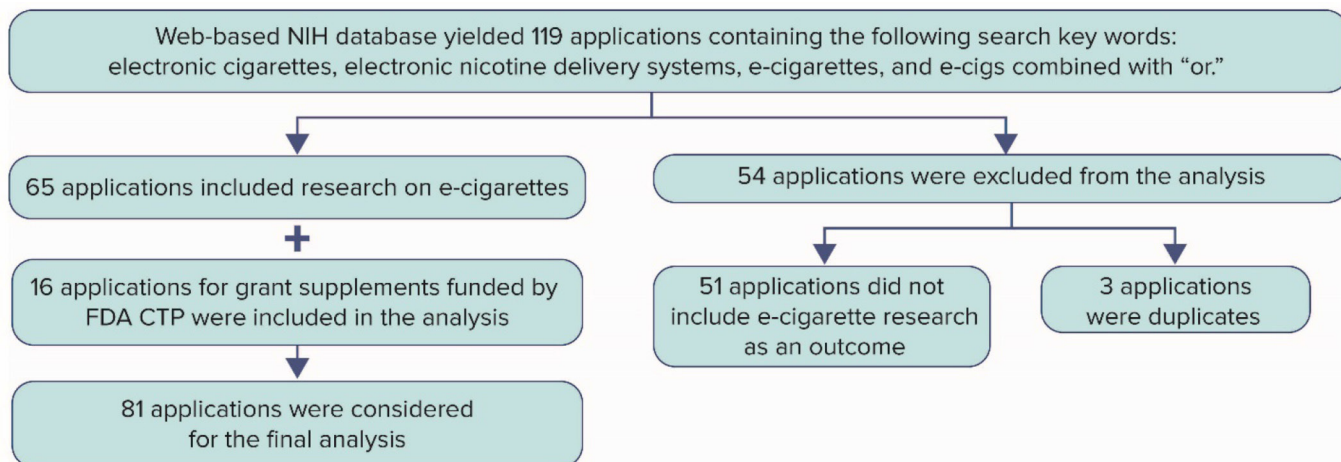 Web-based NIH database yielded 119 applications containing the following search key words:
electronic cigarettes, electronic nicotine delivery systems, e-cigarettes, and e-cigs combined with “or.”
65 applications included research on e-cigarettes
54 applications were excluded from the analysis
+
16 applications for grant supplements funded by
FDA CTP were included in the analysis
51 applications did not
include e-cigarette research
as an outcome
3 applications
were duplicates
81 applications were considered
for the final analysis